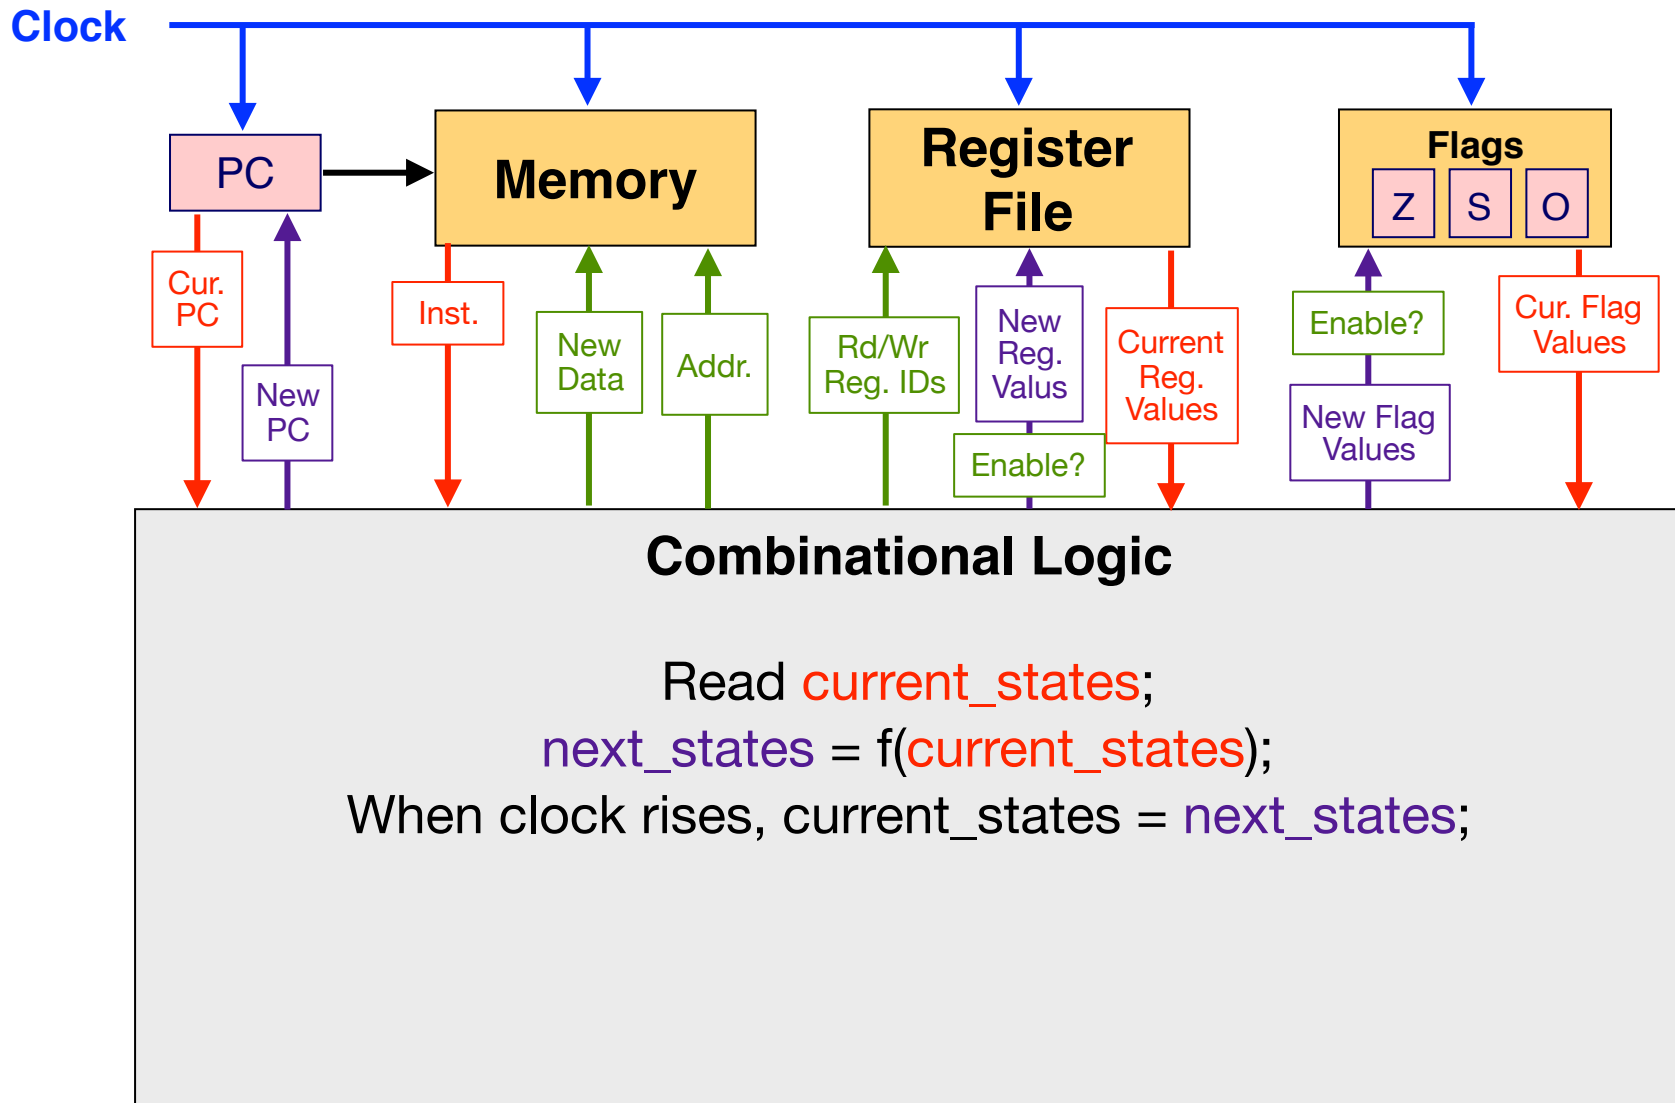 Clock
PC
Memory
Register
File
Flags
Z S O
Cur.
PC
New
PC
Inst.
New
Data
Addr.
Rd/Wr
Reg. IDs
New
Reg.
Valus
Enable?
Current
Reg.
Values
Enable?
New Flag
Values
Cur. Flag
Values
Combinational Logic
Read current_states;
next_states = f(current_states);
When clock rises, current_states = next_states;